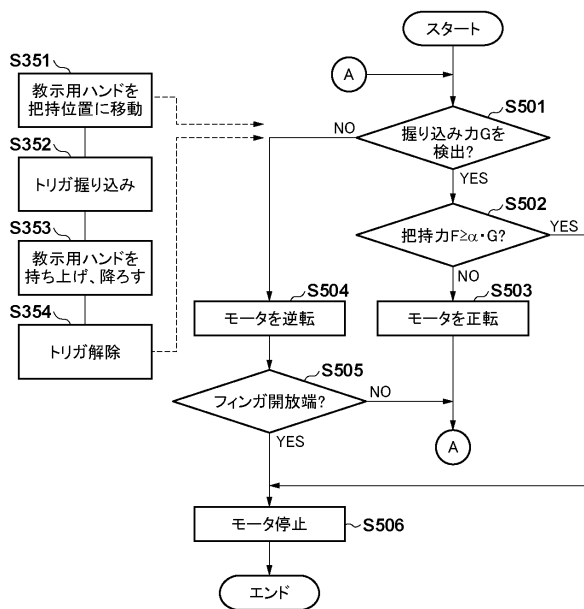 スタート
A
S351
教示用ハンドを
把持位置に移動
S352
トリガ握り込み
S353
教示用ハンドを
持ち上げ、降ろす
S354
トリガ解除
S501
握り込み力Gを
検出?
NO
YES
S502
把持力F≥α・G?
YES
NO
S504
モータを逆転
S503
モータを正転
S505
フィンガ開放端?
NO
YES
A
モータ停止
S506
エンド